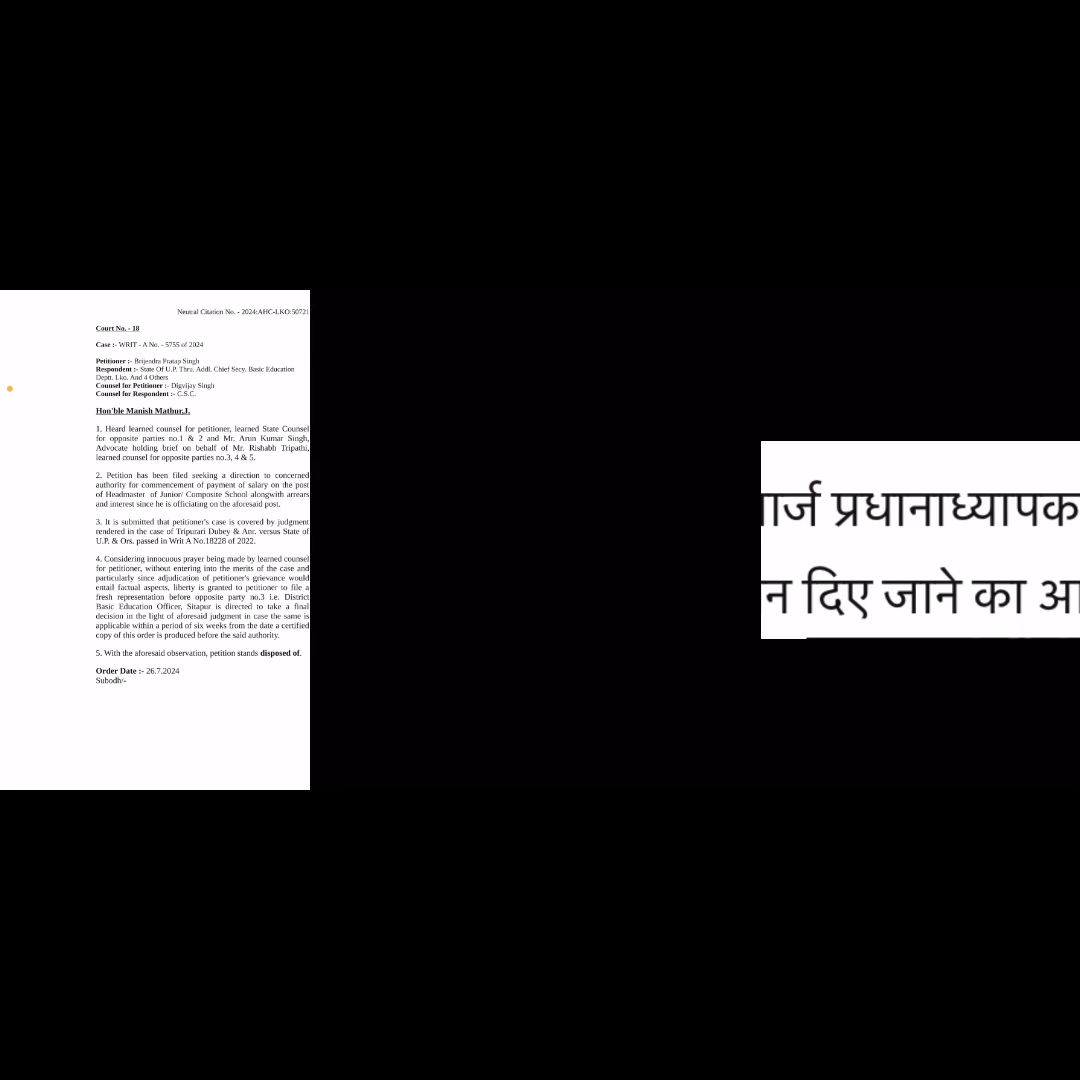 Neutral Citation No. - 2024:AHC-LKO:50721
Court No. - 18
Case :- WRIT - A No. - 5755 of 2024
Petitioner :- Brijendra Pratap Singh
Respondent :- State Of U.P. Thru. Addl. Chief Secy. Basic Education
Deptt. Lko. And 4 Others
Counsel for Petitioner :- Digvijay Singh
Counsel for Respondent :- C.S.C.
Hon'ble Manish Mathur,J.
1. Heard learned counsel for petitioner, learned State Counsel
for opposite parties no.1 & 2 and Mr. Arun Kumar Singh,
Advocate holding brief on behalf of Mr. Rishabh Tripathi,
learned counsel for opposite parties no.3, 4 & 5.
2. Petition has been filed seeking a direction to concerned
authority for commencement of payment of salary on the post
of Headmaster of Junior/ Composite School alongwith arrears
and interest since he is officiating on the aforesaid post.
3. It is submitted that petitioner's case is covered by judgment
rendered in the case of Tripurari Dubey & Anr. versus State of
U.P. & Ors. passed in Writ A No.18228 of 2022.
4. Considering innocuous prayer being made by learned counsel
for petitioner, without entering into the merits of the case and
particularly since adjudication of petitioner's grievance would
entail factual aspects, liberty is granted to petitioner to file a
fresh representation before opposite party no.3 i.e. District
Basic Education Officer, Sitapur is directed to take a final
decision in the light of aforesaid judgment in case the same is
applicable within a period of six weeks from the date a certified
copy of this order is produced before the said authority.
5. With the aforesaid observation, petition stands disposed of.
Order Date :- 26.7.2024
Subodh/-
प्रधानाध्यापक
न दिए जाने का